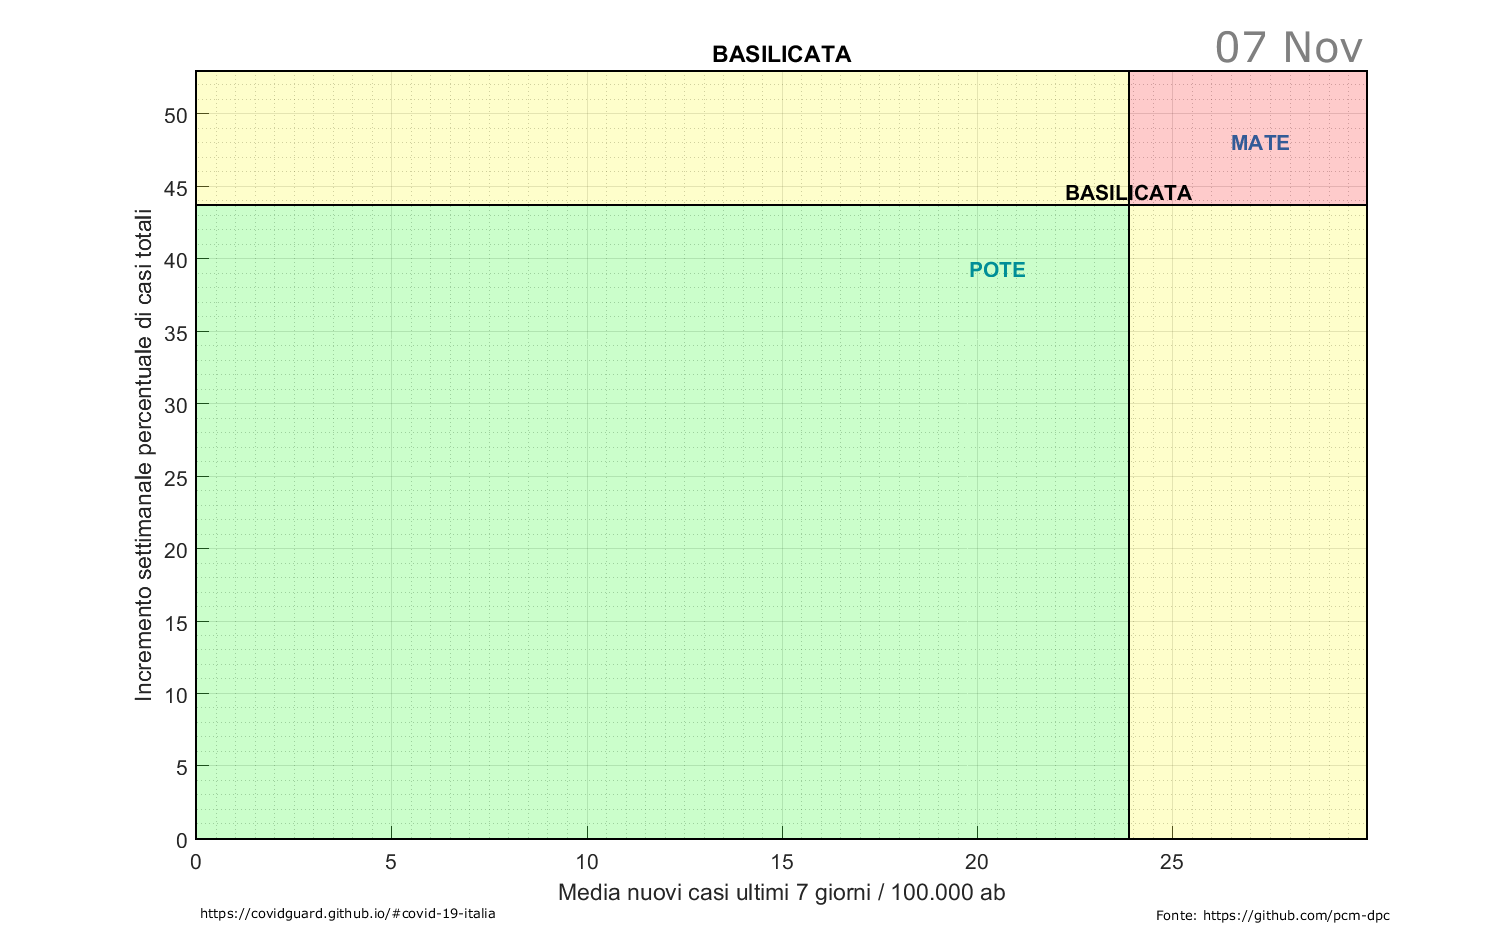 07 Nov
BASILICATA
50
45
40
35
30
25
20
15
10
5
0
Incremento settimanale percentuale di casi totali
MATE
BASILICATA
POTE
0 5 10 15 20 25
Media nuovi casi ultimi 7 giorni / 100.000 ab
https://covidguard.github.io/#covid-19-italia
Fonte: https://github.com/pcm-dpc